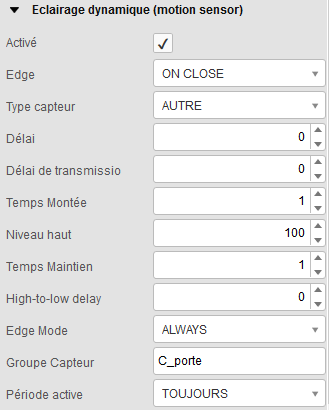 Eclairage dynamique (motion sensor)
Activé
Edge ON CLOSE
Type capteur AUTRE
Délai 0
Délai de transmissio 0
Temps Montée 1
Niveau haut 100
Temps Maintien 1
High-to-low delay 0
Edge Mode ALWAYS
Groupe Capteur C_porte
Période active TOUJOURS